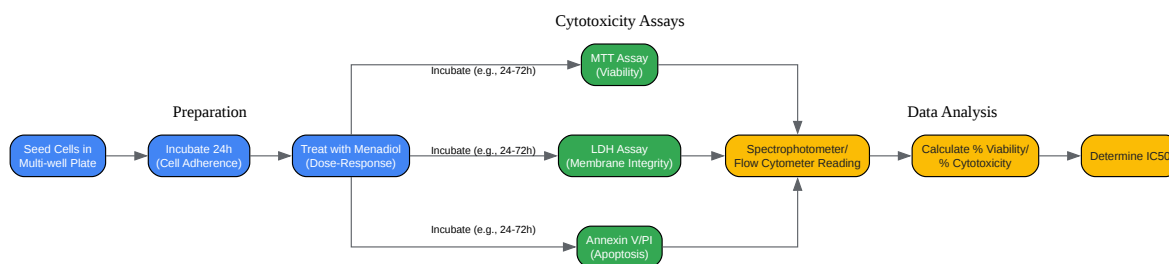 Cytotoxicity Assays
MTT Assay
(Viability)
Incubate (e.g., 24-72h)
Preparation
Data Analysis
Seed Cells in
Multi-well Plate
Incubate 24h
(Cell Adherence)
Treat with Menadiol
(Dose-Response)
Incubate (e.g., 24-72h)
LDH Assay
(Membrane Integrity)
Spectrophotometer/
Flow Cytometer Reading
Calculate % Viability/
% Cytotoxicity
Determine IC50
Incubate (e.g., 24-72h)
Annexin V/PI
(Apoptosis)